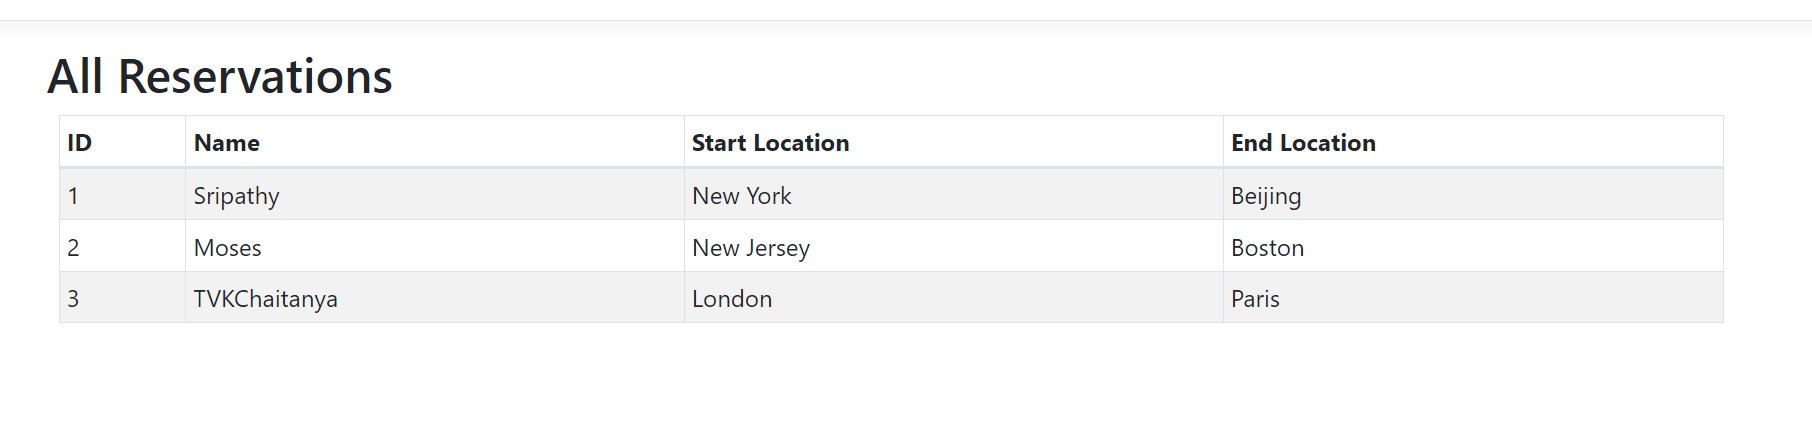 All Reservations
ID Name Start Location End Location
1 Sripathy New York Beijing
2 Moses New Jersey Boston
3 TVKChaitanya London Paris